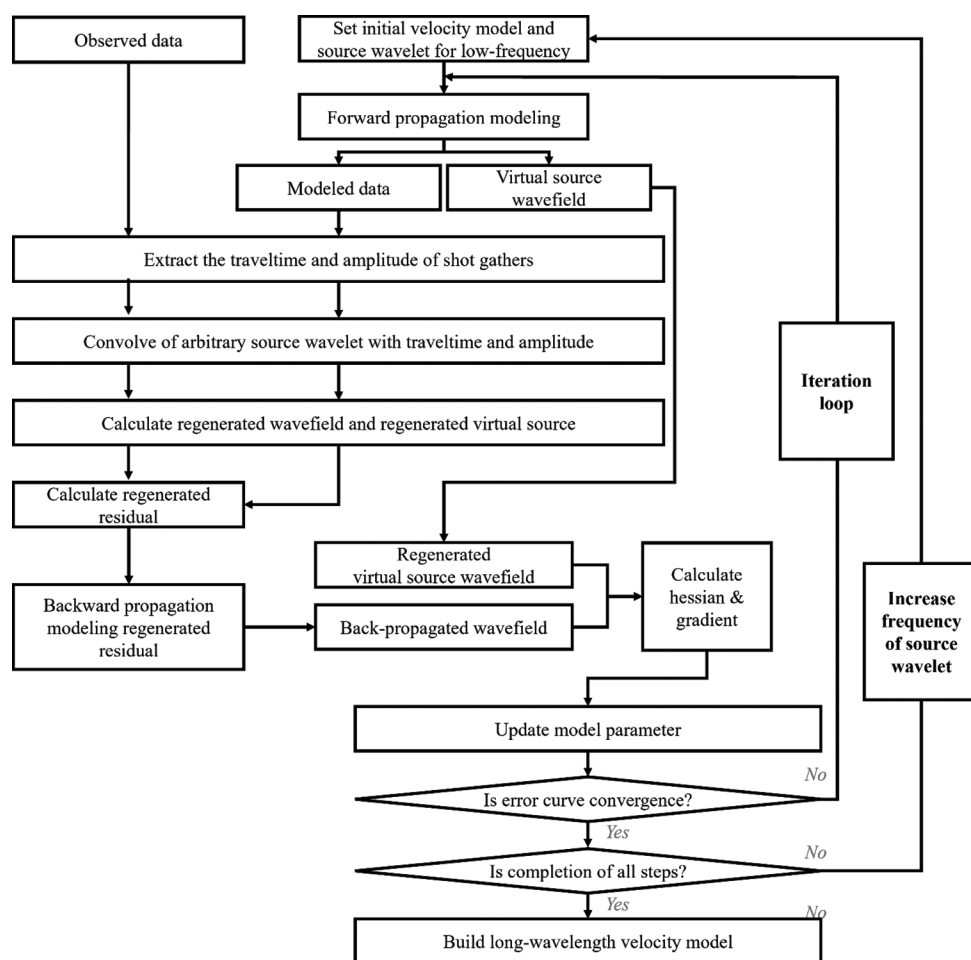 Observed data
Set initial velocity model and
source wavelet for low-frequency
Forward propagation modeling
Modeled data
Virtual source
wavefield
Extract the traveltime and amplitude of shot gathers
Convolve of arbitrary source wavelet with traveltime and amplitude
Calculate regenerated wavefield and regenerated virtual source
Calculate regenerated
residual
Backward propagation
modeling regenerated
residual
Regenerated
virtual source wavefield
Back-propagated wavefield
Calculate
hessian &
gradient
Iteration
loop
Increase
frequency
of source
wavelet
Update model parameter
No
Is error curve convergence?
Yes
No
Is completion of all steps?
Yes
No
Build long-wavelength velocity model